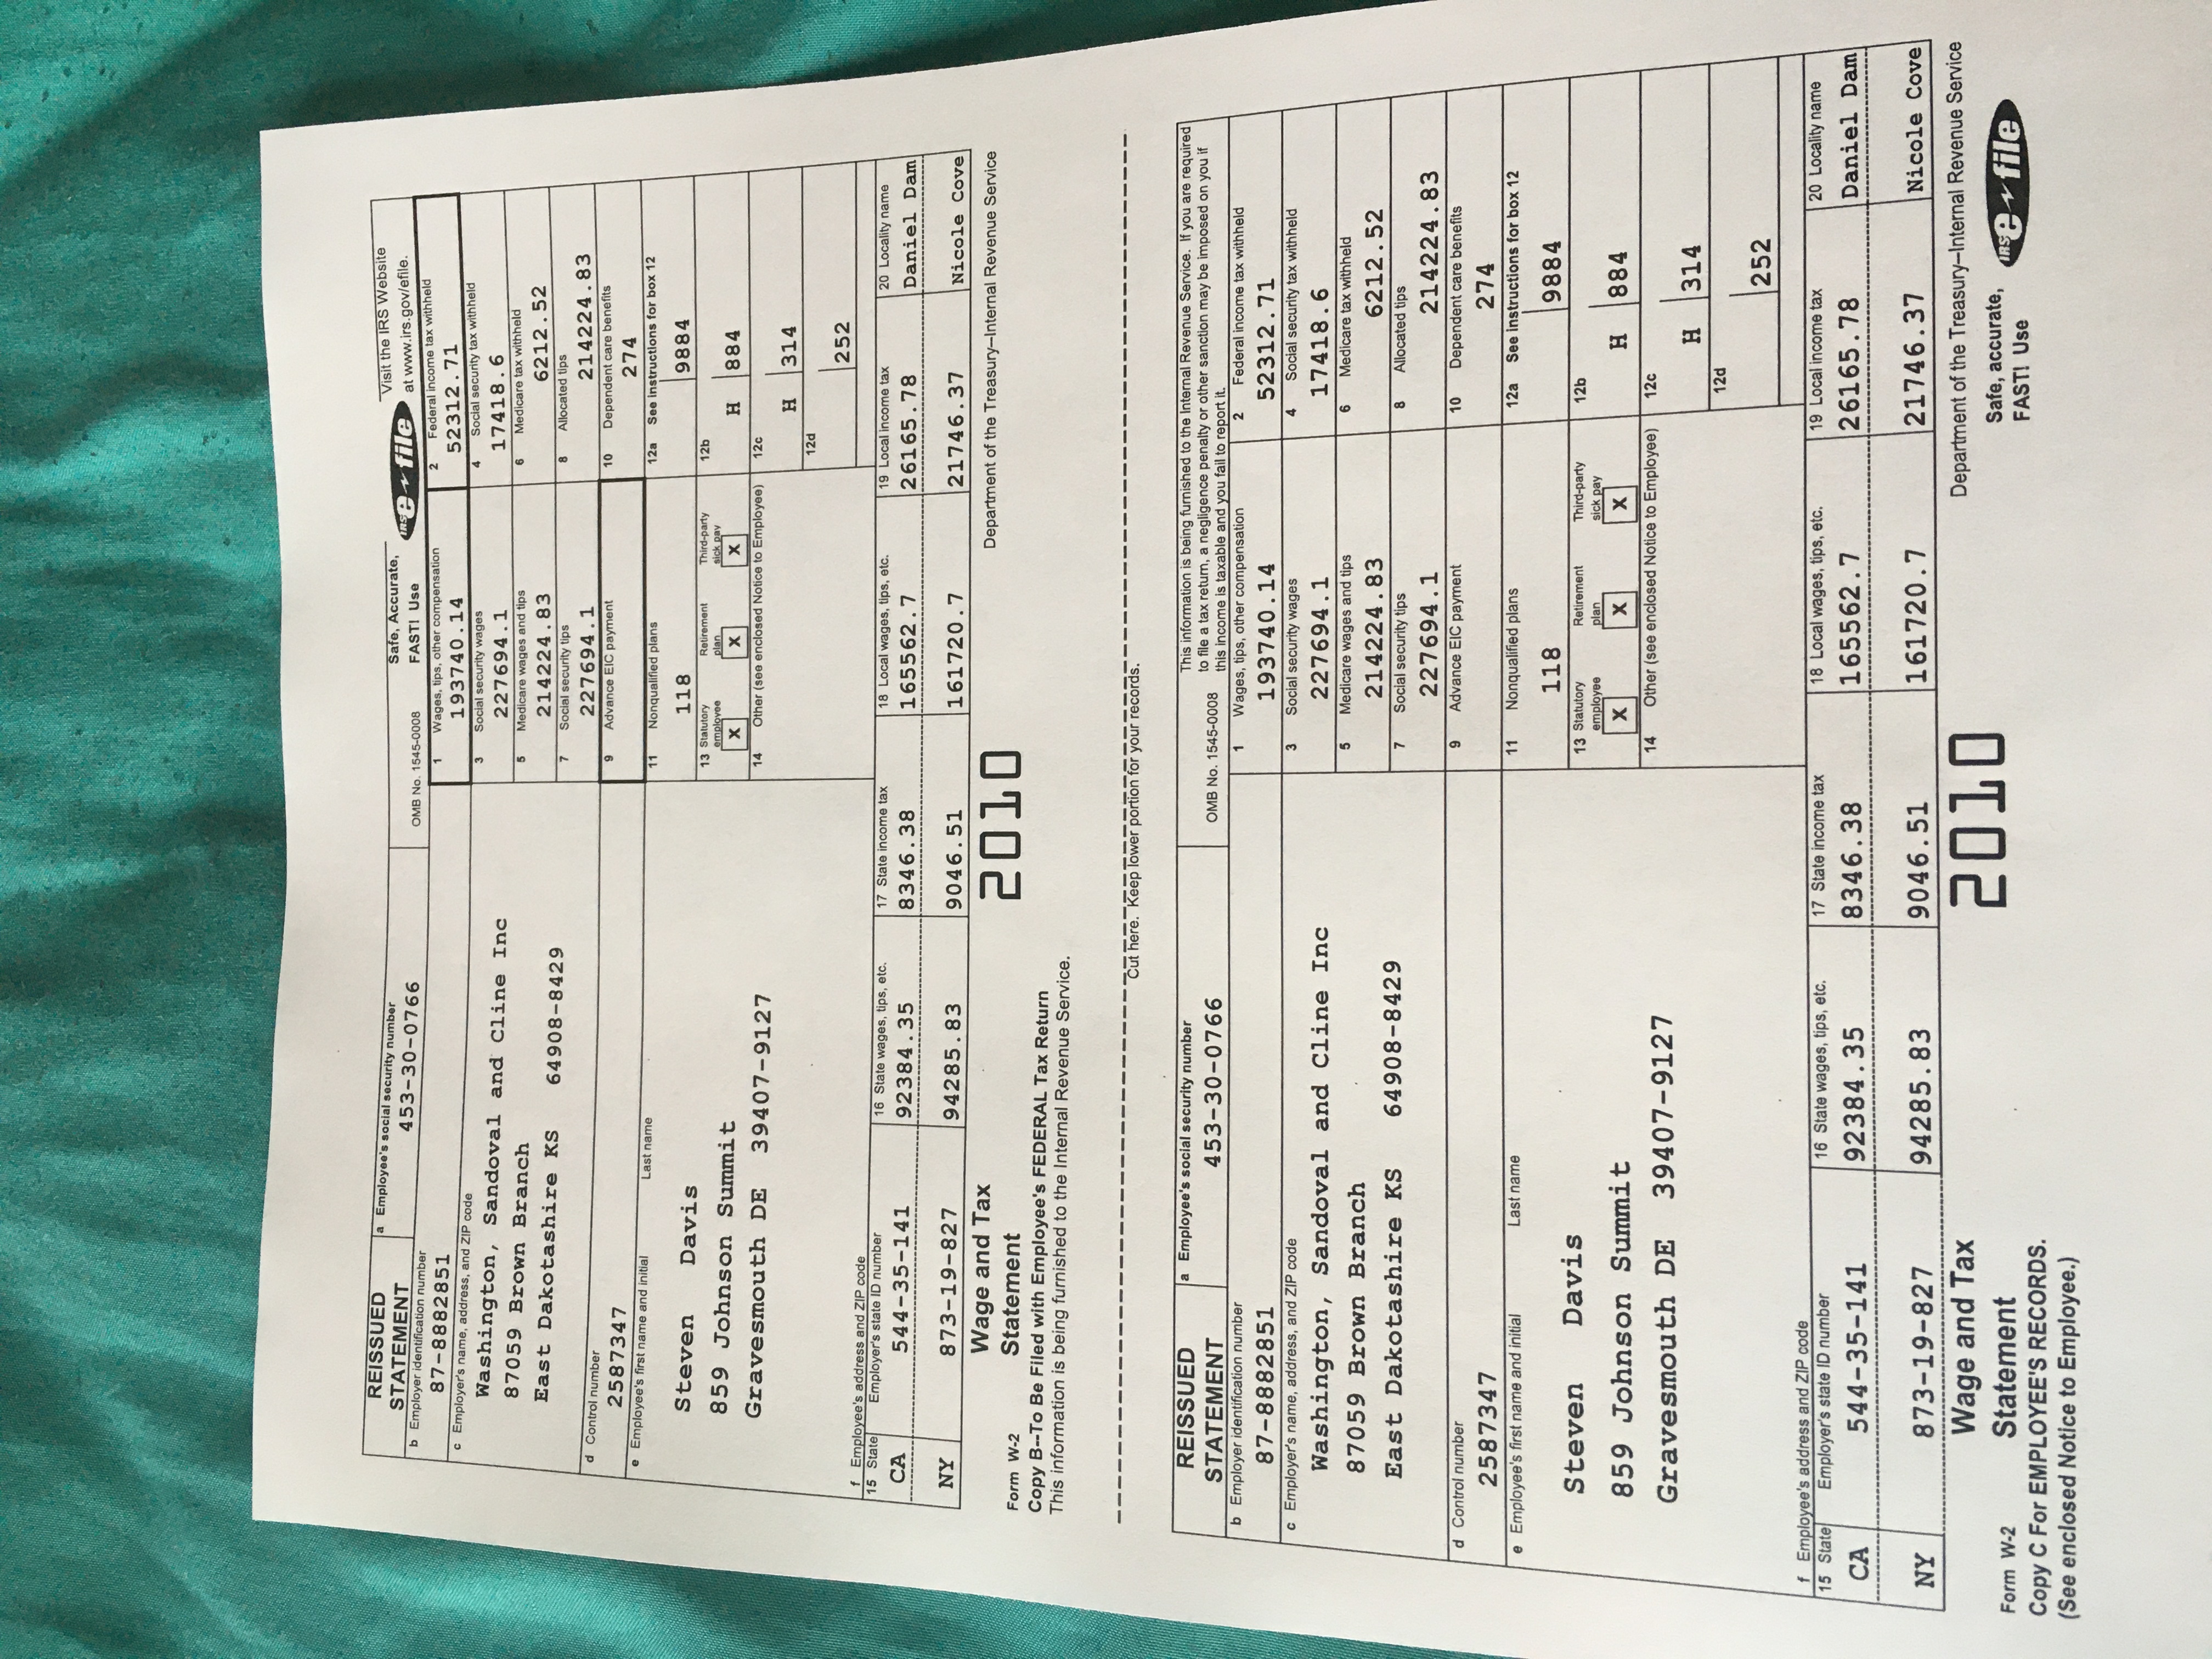 REISSUED STATEMENT
a Employee's social security number
453-30-0766
OMB No. 1545-0008
Safe, Accurate, FAST! Use
IRS e-file
Visit the IRS Website at www.irs.gov/efile.
b Employer identification number
87-8882851
1 Wages, tips, other compensation
193740.14
2 Federal income tax withheld
52312.71
c Employer's name, address, and ZIP code
Washington, Sandoval and Cline Inc
87059 Brown Branch
East Dakotashire KS 64908-8429
3 Social security wages
227694.1
4 Social security tax withheld
17418.6
5 Medicare wages and tips
214224.83
6 Medicare tax withheld
6212.52
7 Social security tips
227694.1
8 Allocated tips
214224.83
d Control number
2587347
9 Advance EIC payment
10 Dependent care benefits
274
e Employee's first name and initial Last name
Steven Davis
859 Johnson Summit
Gravesmouth DE 39407-9127
11 Nonqualified plans
118
12a See instructions for box 12
9884
13 Statutory employee Retirement plan Third-party sick pay
X X X
12b
H 884
14 Other (see enclosed Notice to Employee)
12c
H 314
12d
252
f Employee's address and ZIP code
15 State Employer's state ID number 16 State wages, tips, etc. 17 State income tax 18 Local wages, tips, etc. 19 Local income tax 20 Locality name
CA 544-35-141 92384.35 8346.38 165562.7 26165.78 Daniel Dam
NY 873-19-827 94285.83 9046.51 161720.7 21746.37 Nicole Cove
Form W-2 Wage and Tax Statement
2010
Department of the Treasury--Internal Revenue Service
Copy B--To Be Filed with Employee's FEDERAL Tax Return
This information is being furnished to the Internal Revenue Service.
Cut here. Keep lower portion for your records.
REISSUED STATEMENT
a Employee's social security number
453-30-0766
OMB No. 1545-0008
This information is being furnished to the Internal Revenue Service. If you are required
to file a tax return, a negligence penalty or other sanction may be imposed on you if
this income is taxable and you fail to report it.
b Employer identification number
87-8882851
1 Wages, tips, other compensation
193740.14
2 Federal income tax withheld
52312.71
c Employer's name, address, and ZIP code
Washington, Sandoval and Cline Inc
87059 Brown Branch
East Dakotashire KS 64908-8429
3 Social security wages
227694.1
4 Social security tax withheld
17418.6
5 Medicare wages and tips
214224.83
6 Medicare tax withheld
6212.52
7 Social security tips
227694.1
8 Allocated tips
214224.83
d Control number
2587347
9 Advance EIC payment
10 Dependent care benefits
274
e Employee's first name and initial Last name
Steven Davis
859 Johnson Summit
Gravesmouth DE 39407-9127
11 Nonqualified plans
118
12a See instructions for box 12
9884
13 Statutory employee Retirement plan Third-party sick pay
X X X
12b
H 884
14 Other (see enclosed Notice to Employee)
12c
H 314
12d
252
f Employee's address and ZIP code
15 State Employer's state ID number 16 State wages, tips, etc. 17 State income tax 18 Local wages, tips, etc. 19 Local income tax 20 Locality name
CA 544-35-141 92384.35 8346.38 165562.7 26165.78 Daniel Dam
NY 873-19-827 94285.83 9046.51 161720.7 21746.37 Nicole Cove
Form W-2 Wage and Tax Statement
2010
Department of the Treasury--Internal Revenue Service
Safe, accurate, FAST! Use
IRS e-file
Copy C For EMPLOYEE'S RECORDS.
(See enclosed Notice to Employee.)